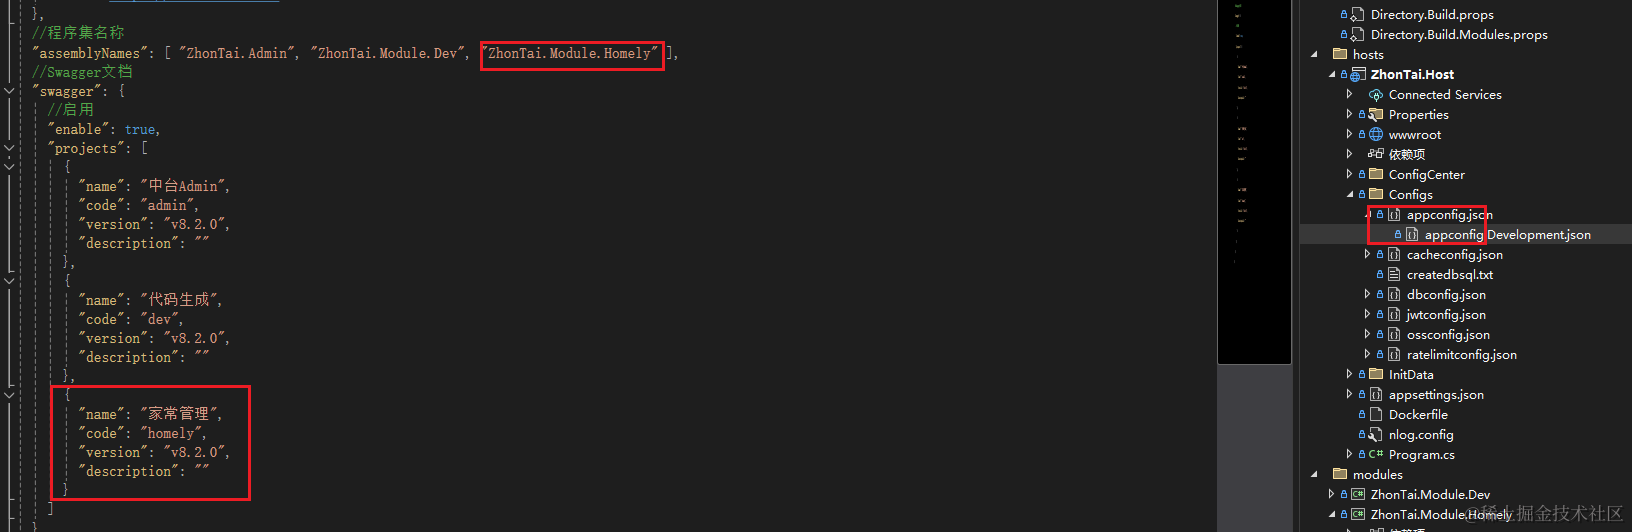 },
//程序集名称
"assemblyNames": [ "ZhonTai.Admin", "ZhonTai.Module.Dev", "ZhonTai.Module.Homely" ],
//Swagger文档
"swagger": {
//启用
"enable": true,
"projects": [
{
"name": "中台Admin",
"code": "admin",
"version": "v8.2.0",
"description": ""
},
{
"name": "代码生成",
"code": "dev",
"version": "v8.2.0",
"description": ""
},
{
"name": "家常管理",
"code": "homely",
"version": "v8.2.0",
"description": ""
}
]
}
Directory.Build.props
Directory.Build.Modules.props
hosts
ZhonTai.Host
Connected Services
Properties
wwwroot
依赖项
ConfigCenter
Configs
appconfig.json
appconfig.Development.json
cacheconfig.json
createdbsql.txt
dbconfig.json
jwtconfig.json
ossconfig.json
ratelimitconfig.json
InitData
appsettings.json
Dockerfile
nlog.config
C# Program.cs
modules
C# ZhonTai.Module.Dev
C# ZhonTai.Module.Homely
@稀土掘金技术社区